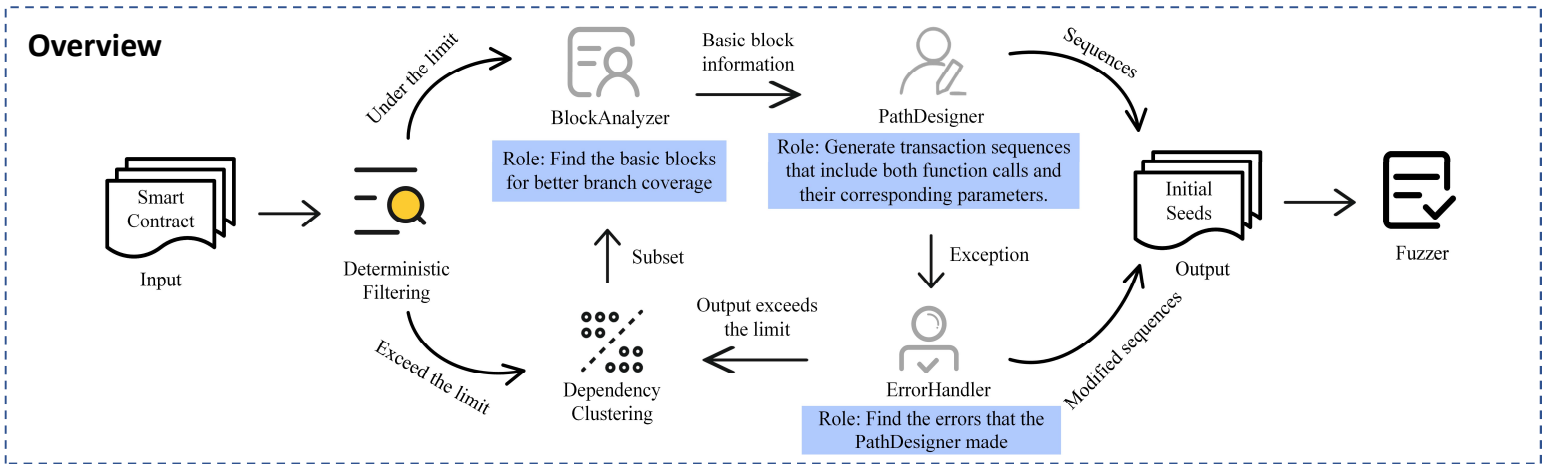 Overview
Under the limit
BlockAnalyzer
Role: Find the basic blocks
for better branch coverage
Basic block
information
PathDesigner
Role: Generate transaction sequences
that include both function calls and
their corresponding parameters.
Sequences
Smart
Contract
Input
Deterministic
Filtering
Exceed the limit
Subset
Dependency
Clustering
Output exceeds
the limit
Exception
ErrorHandler
Role: Find the errors that the
PathDesigner made
Modified sequences
Initial
Seeds
Output
Fuzzer